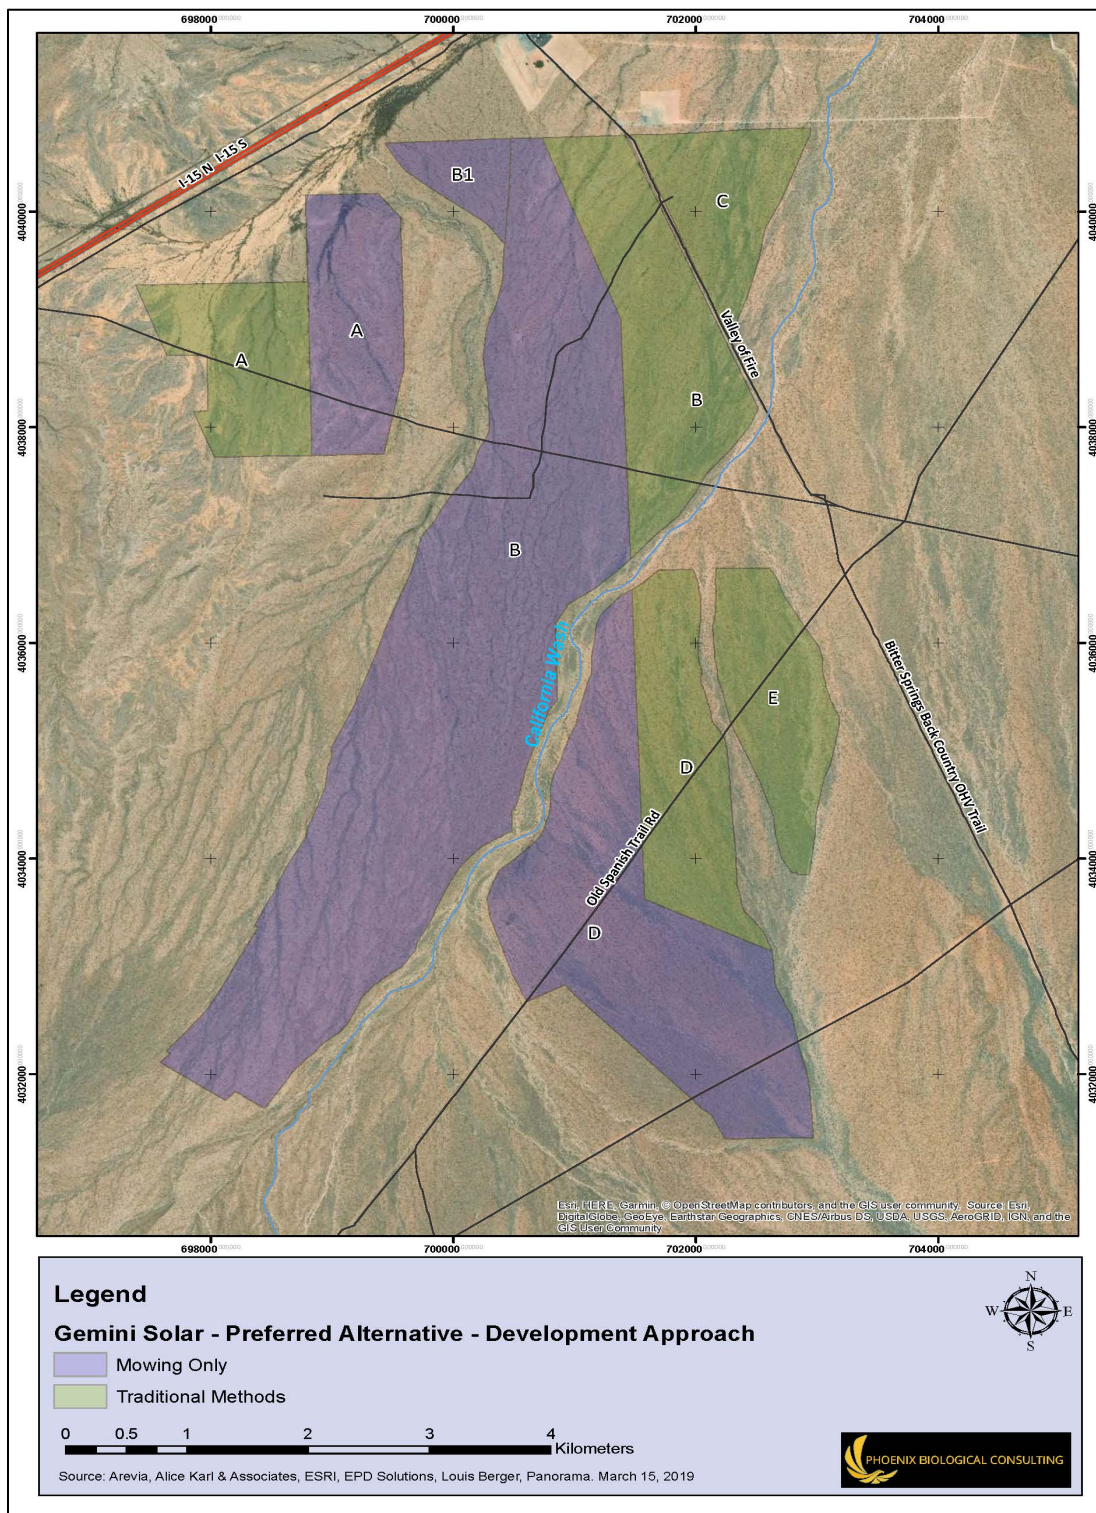 698000 700000 702000 704000
I-15 N I-15 S
B1
C
4040000 4040000
A
A
Valley of Fire
B
4038000 4038000
B
4036000 4036000
California Wash
E
Bitter Springs Back Country OHV Trail
D
Old Spanish Trail Rd
4034000 4034000
D
4032000 4032000
Esri, HERE, Garmin, © OpenStreetMap contributors, and the GIS user community, Source: Esri,
DigitalGlobe, GeoEye, Earthstar Geographics, CNES/Airbus DS, USDA, USGS, AeroGRID, IGN, and the
GIS User Community
698000 700000 702000 704000
Legend
Gemini Solar - Preferred Alternative - Development Approach
Mowing Only
Traditional Methods
0 0.5 1 2 3 4
Kilometers
Source: Arevia, Alice Karl & Associates, ESRI, EPD Solutions, Louis Berger, Panorama. March 15, 2019
N
W E
S
PHOENIX BIOLOGICAL CONSULTING